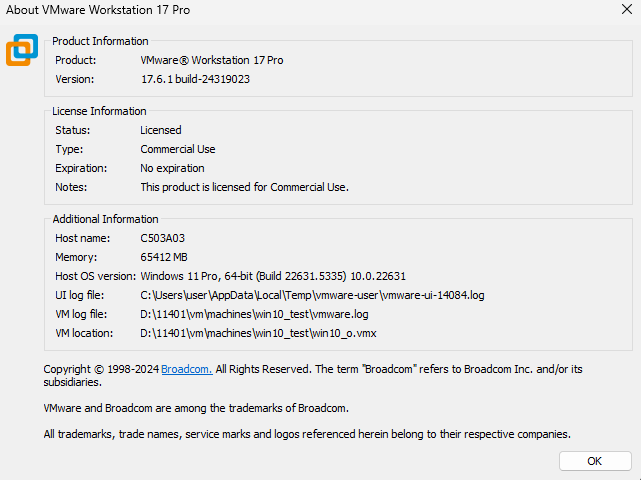 About VMware Workstation 17 Pro
Product Information
Product: VMware® Workstation 17 Pro
Version: 17.6.1 build-24319023
License Information
Status: Licensed
Type: Commercial Use
Expiration: No expiration
Notes: This product is licensed for Commercial Use.
Additional Information
Host name: C503A03
Memory: 65412 MB
Host OS version: Windows 11 Pro, 64-bit (Build 22631.5335) 10.0.22631
UI log file: C:\Users\user\AppData\Local\Temp\vmware-user\vmware-ui-14084.log
VM log file: D:\11401\vm\machines\win10_test\vmware.log
VM location: D:\11401\vm\machines\win10_test\win10_o.vmx
Copyright © 1998-2024 Broadcom. All Rights Reserved. The term "Broadcom" refers to Broadcom Inc. and/or its
subsidiaries.
VMware and Broadcom are among the trademarks of Broadcom.
All trademarks, trade names, service marks and logos referenced herein belong to their respective companies.
OK